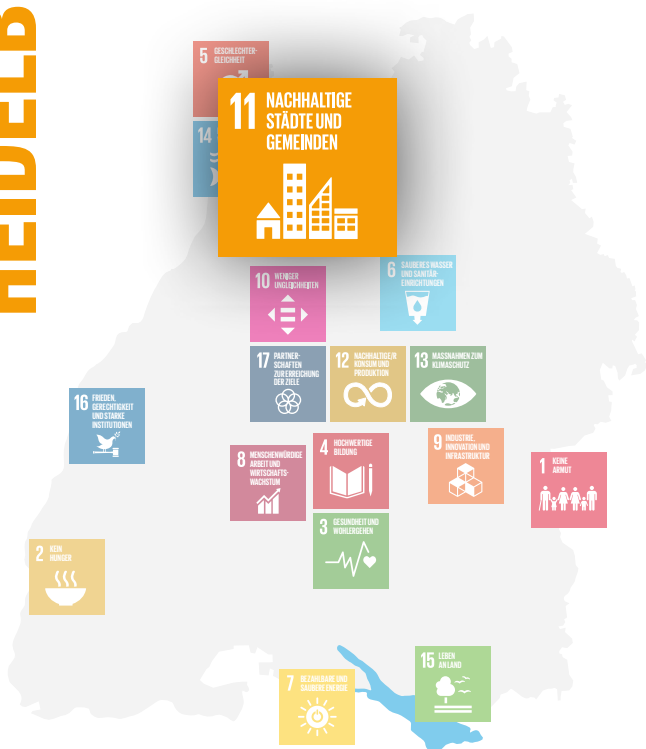 HEIDELB
5 GESCHLECHTER-
GLEICHHEIT
11 NACHHALTIGE
STÄDTE UND
GEMEINDEN
14
10 WENIGER
UNGLEICHHEITEN
6 SAUBERES WASSER
UND SANITÄR-
EINRICHTUNGEN
17 PARTNER-
SCHAFTEN
ZUR ERREICHUNG
DER ZIELE
12 NACHHALTIGE/R
KONSUM UND
PRODUKTION
13 MASSNAHMEN ZUM
KLIMASCHUTZ
16 FRIEDEN,
GERECHTIGKEIT
UND STARKE
INSTITUTIONEN
8 MENSCHENWÜRDIGE
ARBEIT UND
WIRTSCHAFTS-
WACHSTUM
4 HOCHWERTIGE
BILDUNG
9 INDUSTRIE,
INNOVATION UND
INFRASTRUKTUR
1 KEINE
ARMUT
3 GESUNDHEIT UND
WOHLERGEHEN
2 KEIN
HUNGER
7 BEZAHLBARE UND
SAUBERE ENERGIE
15 LEBEN
AN LAND